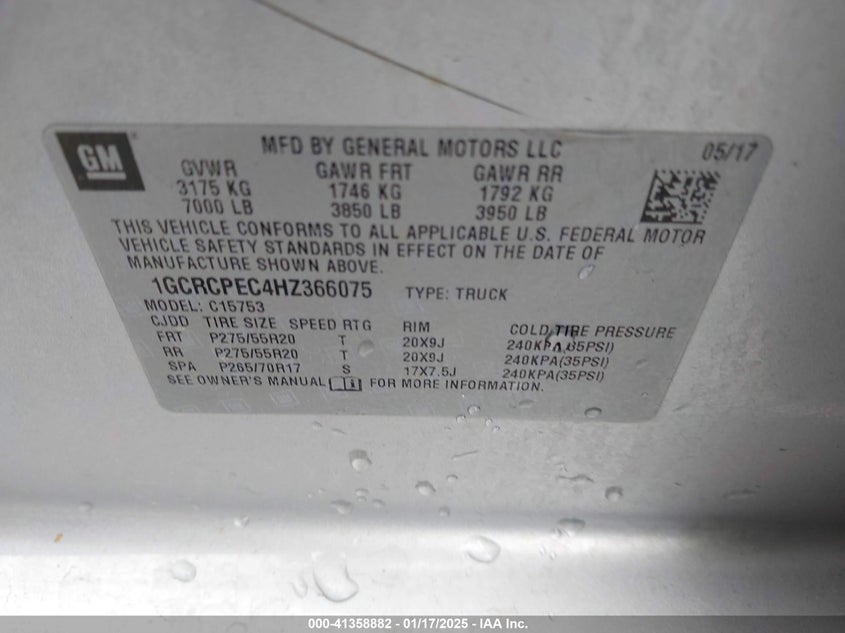 GM
MFD BY GENERAL MOTORS LLC 05/17
GVWR GAWR FRT GAWR RR
3175 KG 1746 KG 1792 KG
7000 LB 3850 LB 3950 LB
THIS VEHICLE CONFORMS TO ALL APPLICABLE U.S. FEDERAL MOTOR
VEHICLE SAFETY STANDARDS IN EFFECT ON THE DATE OF
MANUFACTURE SHOWN ABOVE.
1GCRCPEC4HZ366075 TYPE: TRUCK
MODEL: C15753
CJDD TIRE SIZE SPEED RTG RIM COLD TIRE PRESSURE
FRT P275/55R20 T 20X9J 240KPA(35PSI)
RR P275/55R20 T 20X9J 240KPA(35PSI)
SPA P265/70R17 S 17X7.5J 240KPA(35PSI)
SEE OWNER'S MANUAL FOR MORE INFORMATION.
000-41358882 - 01/17/2025 - IAA Inc.